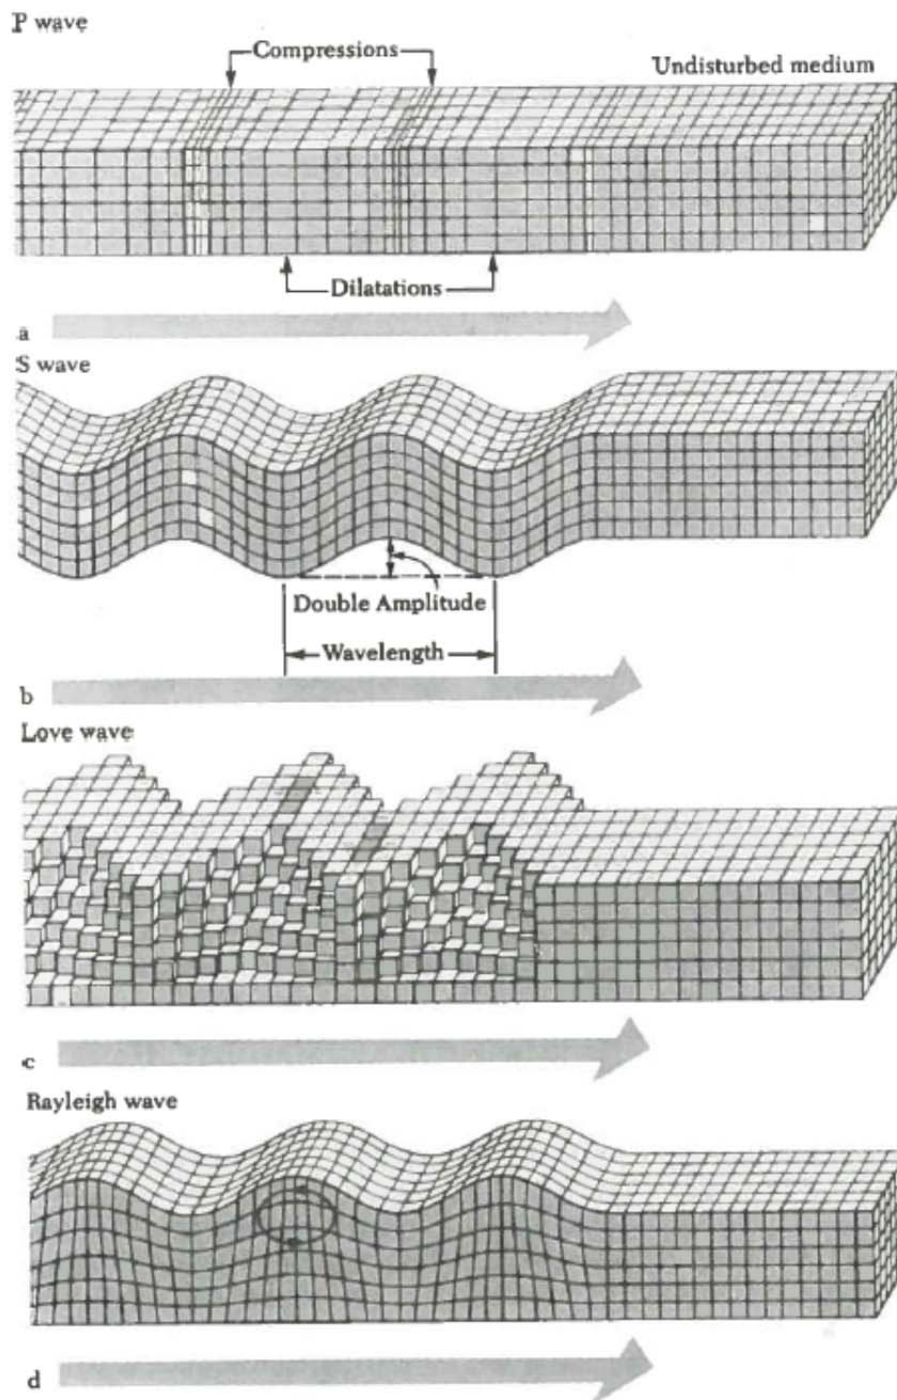 P wave
Compressions
Undisturbed medium
Dilatations
a
S wave
Double Amplitude
Wavelength
b
Love wave
c
Rayleigh wave
d